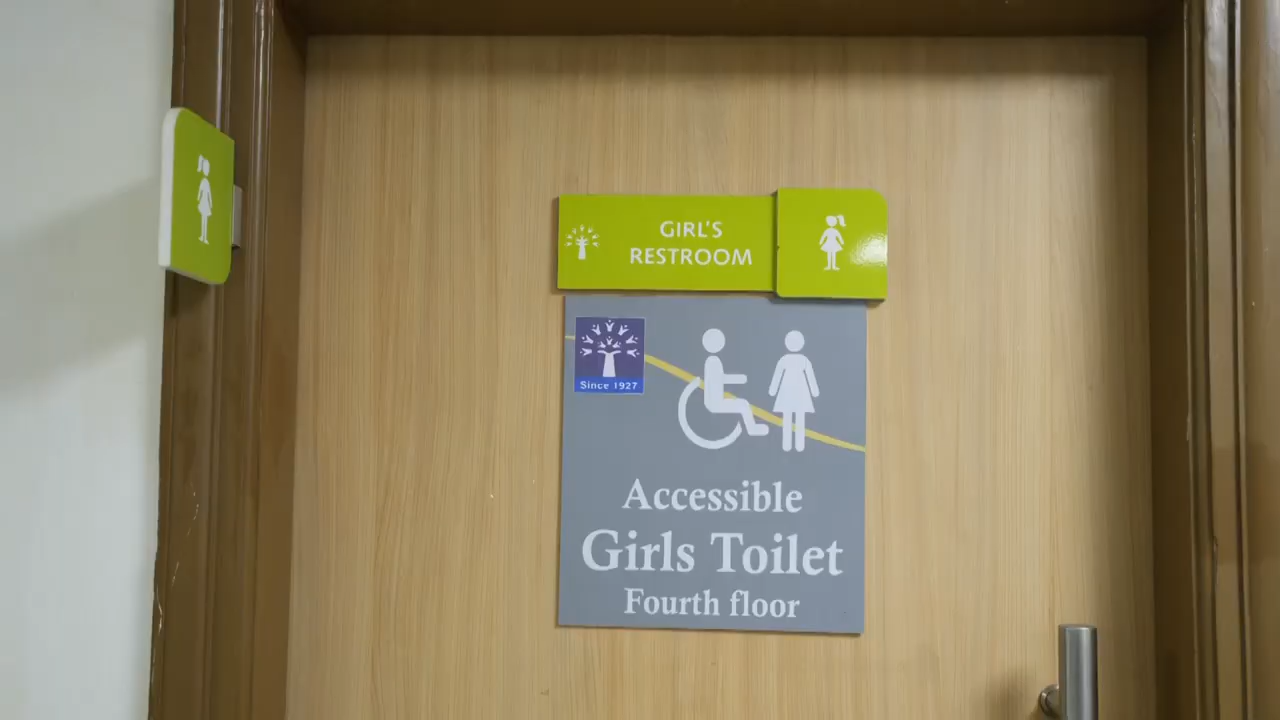 GIRL'S
RESTROOM
Since 1927
Accessible
Girls Toilet
Fourth floor